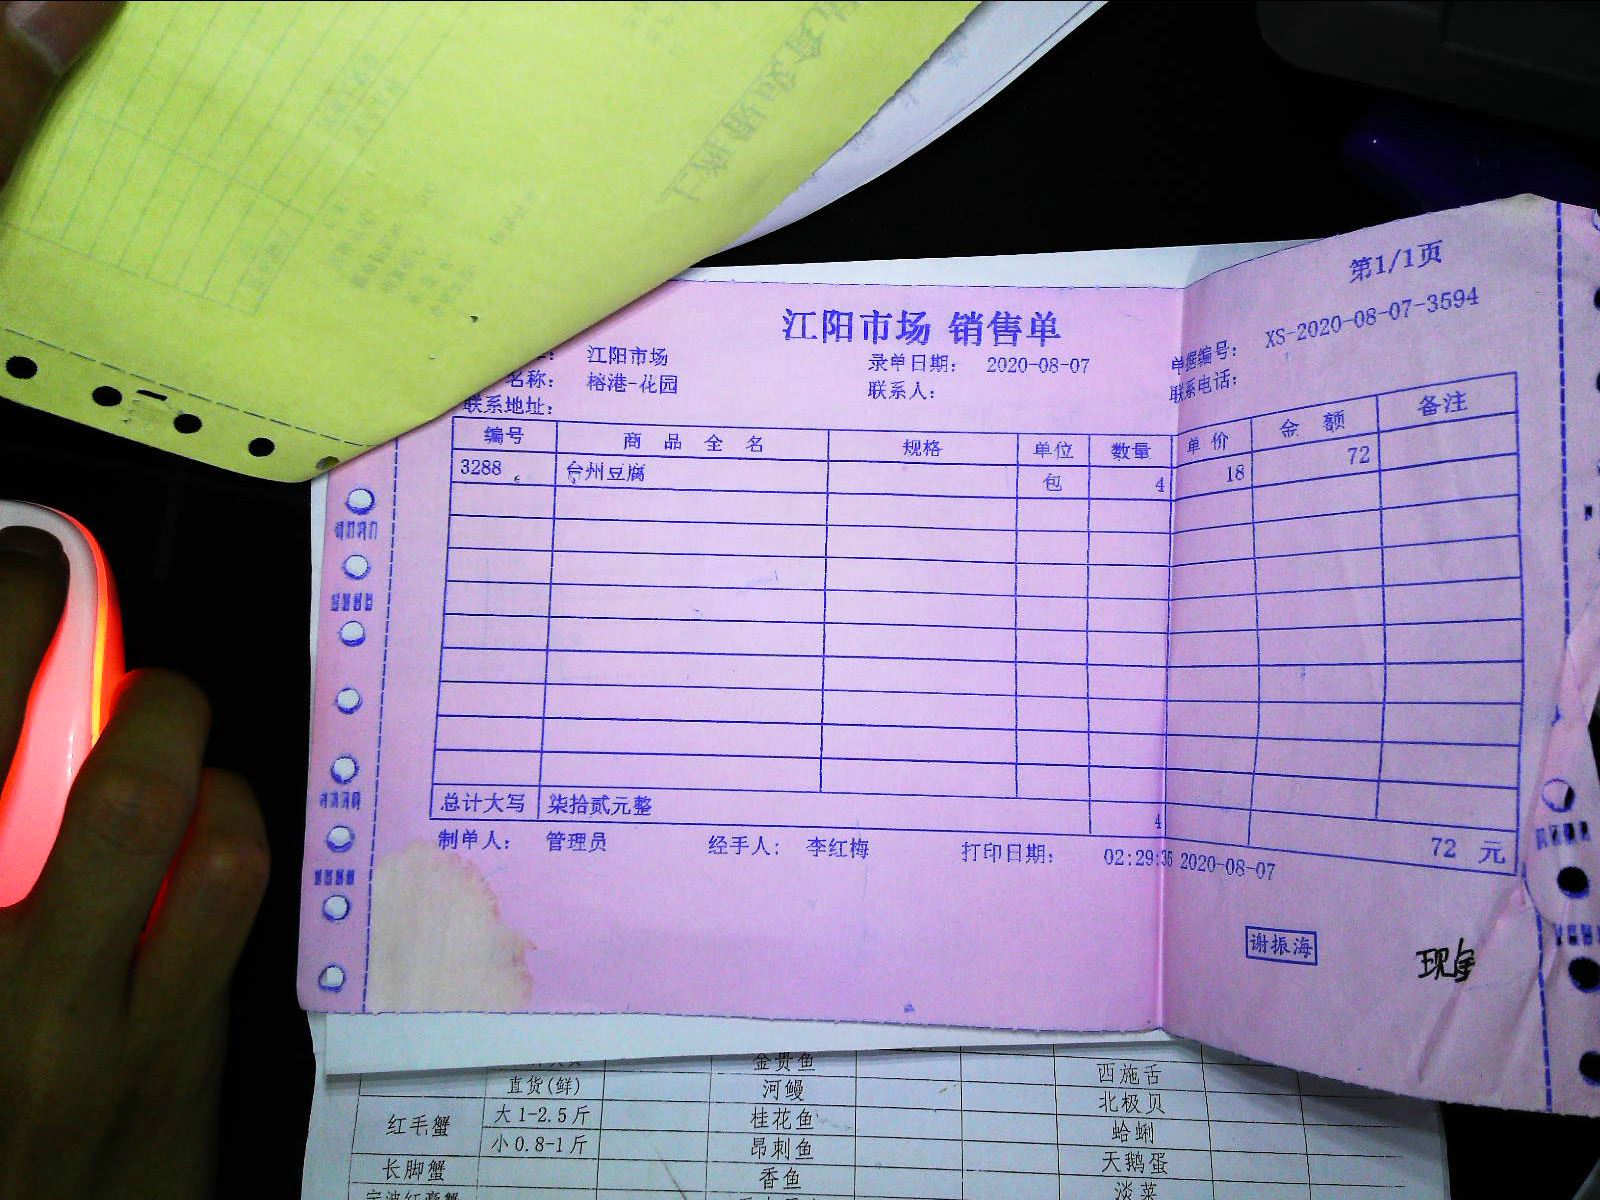 第1/1页
江阳市场 销售单
江阳市场 录单日期: 2020-08-07 单据编号: XS-2020-08-07-3594
名称: 榕港-花园 联系人: 联系电话:
联系地址:
编号 商品全名 规格 单位 数量 单价 金额 备注
3288 台州豆腐 包 4 18 72
总计大写 柒拾贰元整 4 72 元
制单人: 管理员 经手人: 李红梅 打印日期: 02:29:36 2020-08-07
谢振海
现金
金贵鱼
直货(鲜) 河鳗 西施舌
红毛蟹 大1-2.5斤 桂花鱼 北极贝
小0.8-1斤 昂刺鱼 蛤蜊
长脚蟹 香鱼 天鹅蛋
淡菜